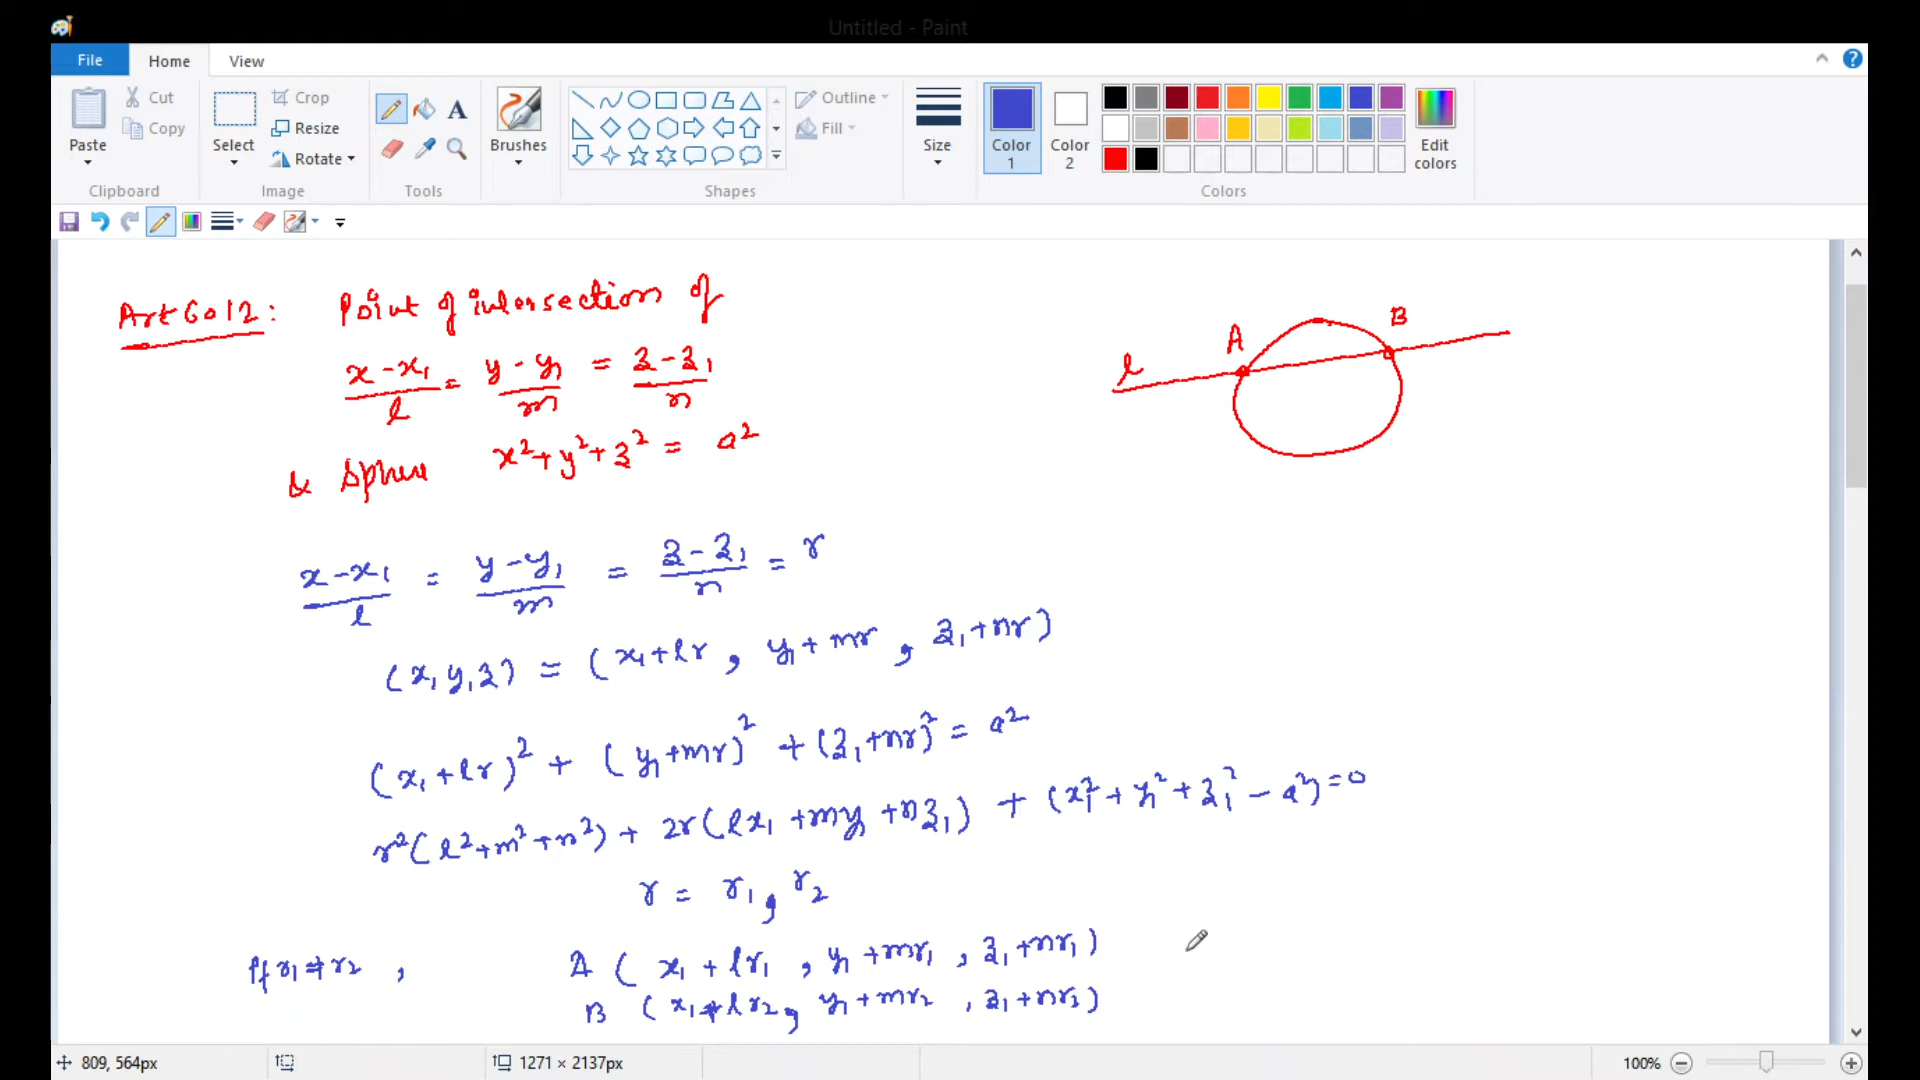 Untitled - Paint
File Home View
Paste Cut Copy Clipboard
Select Crop Resize Rotate Image
Tools
Brushes
Shapes
Outline Fill
Size
Color 1 Color 2
Edit colors
Colors
Art 6.12: Point of intersection of
x-x₁/l = y-y₁/m = z-z₁/n
& Sphere x²+y²+z² = a²
l A B
x-x₁/l = y-y₁/m = z-z₁/n = r
(x, y, z) = (x₁+lr, y₁+mr, z₁+nr)
(x₁+lr)² + (y₁+mr)² + (z₁+nr)² = a²
r²(l²+m²+n²) + 2r(lx₁+my₁+nz₁) + (x₁²+y₁²+z₁²-a²)=0
r = r₁, r₂
If r₁≠r₂, A (x₁+lr₁, y₁+mr₁, z₁+nr₁)
B (x₁+lr₂, y₁+mr₂, z₁+nr₂)
809, 564px
1271 × 2137px
100%